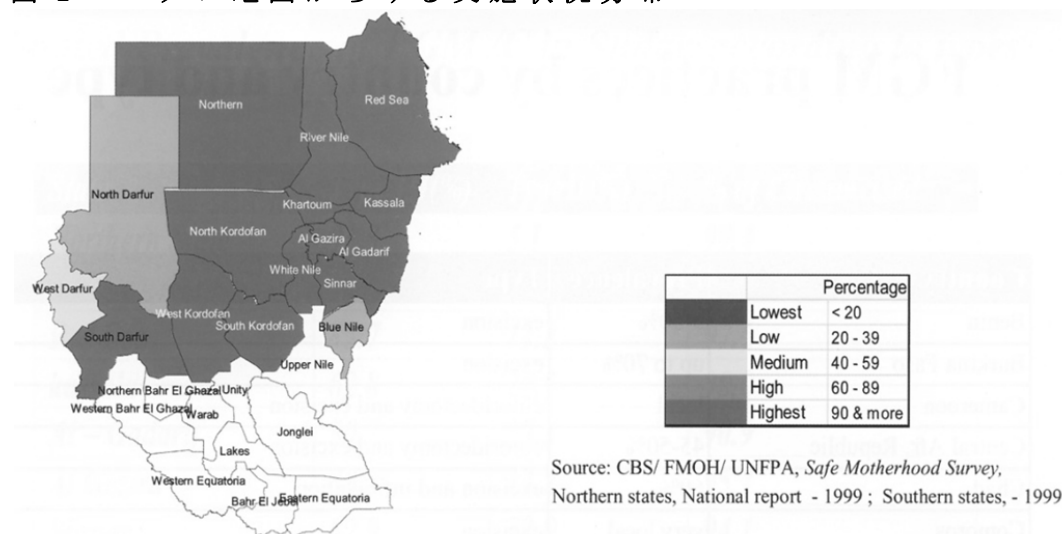 Northern
Red Sea
River Nile
North Darfur
Khartoum
Kassala
North Kordofan
Al Gazira
Al Gadarif
White Nile
Sinnar
West Darfur
West Kordofan
South Kordofan
Blue Nile
South Darfur
Upper Nile
Northern Bahr El Ghazal
Unity
Western Bahr El Ghazal
Warab
Jonglei
Lakes
Western Equatoria
Bahr El Jebel
Eastern Equatoria
Percentage
Lowest < 20
Low 20 - 39
Medium 40 - 59
High 60 - 89
Highest 90 & more
Source: CBS/ FMOH/ UNFPA, Safe Motherhood Survey,
Northern states, National report - 1999 ; Southern states, - 1999